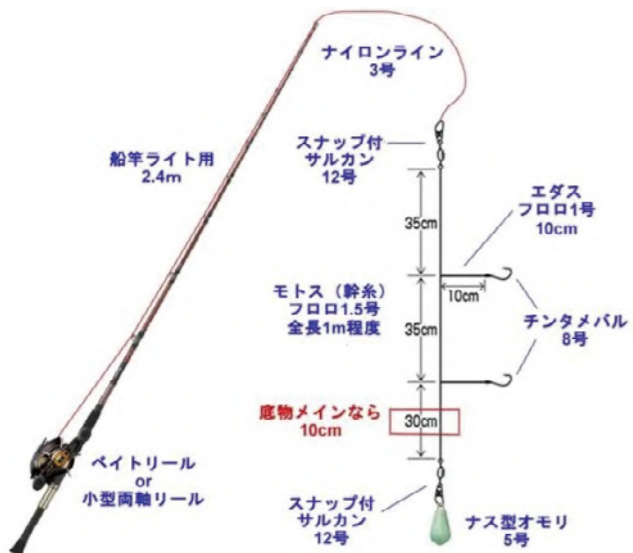 ナイロンライン
3号
スナップ付
サルカン
12号
船竿ライト用
2.4m
エダス
フロロ1号
10cm
35cm
10cm
モトス（幹糸）
フロロ1.5号
全長1m程度
35cm
チンタメバル
8号
底物メインなら
10cm
30cm
ベイトリール
or
小型両軸リール
スナップ付
サルカン
12号
ナス型オモリ
5号